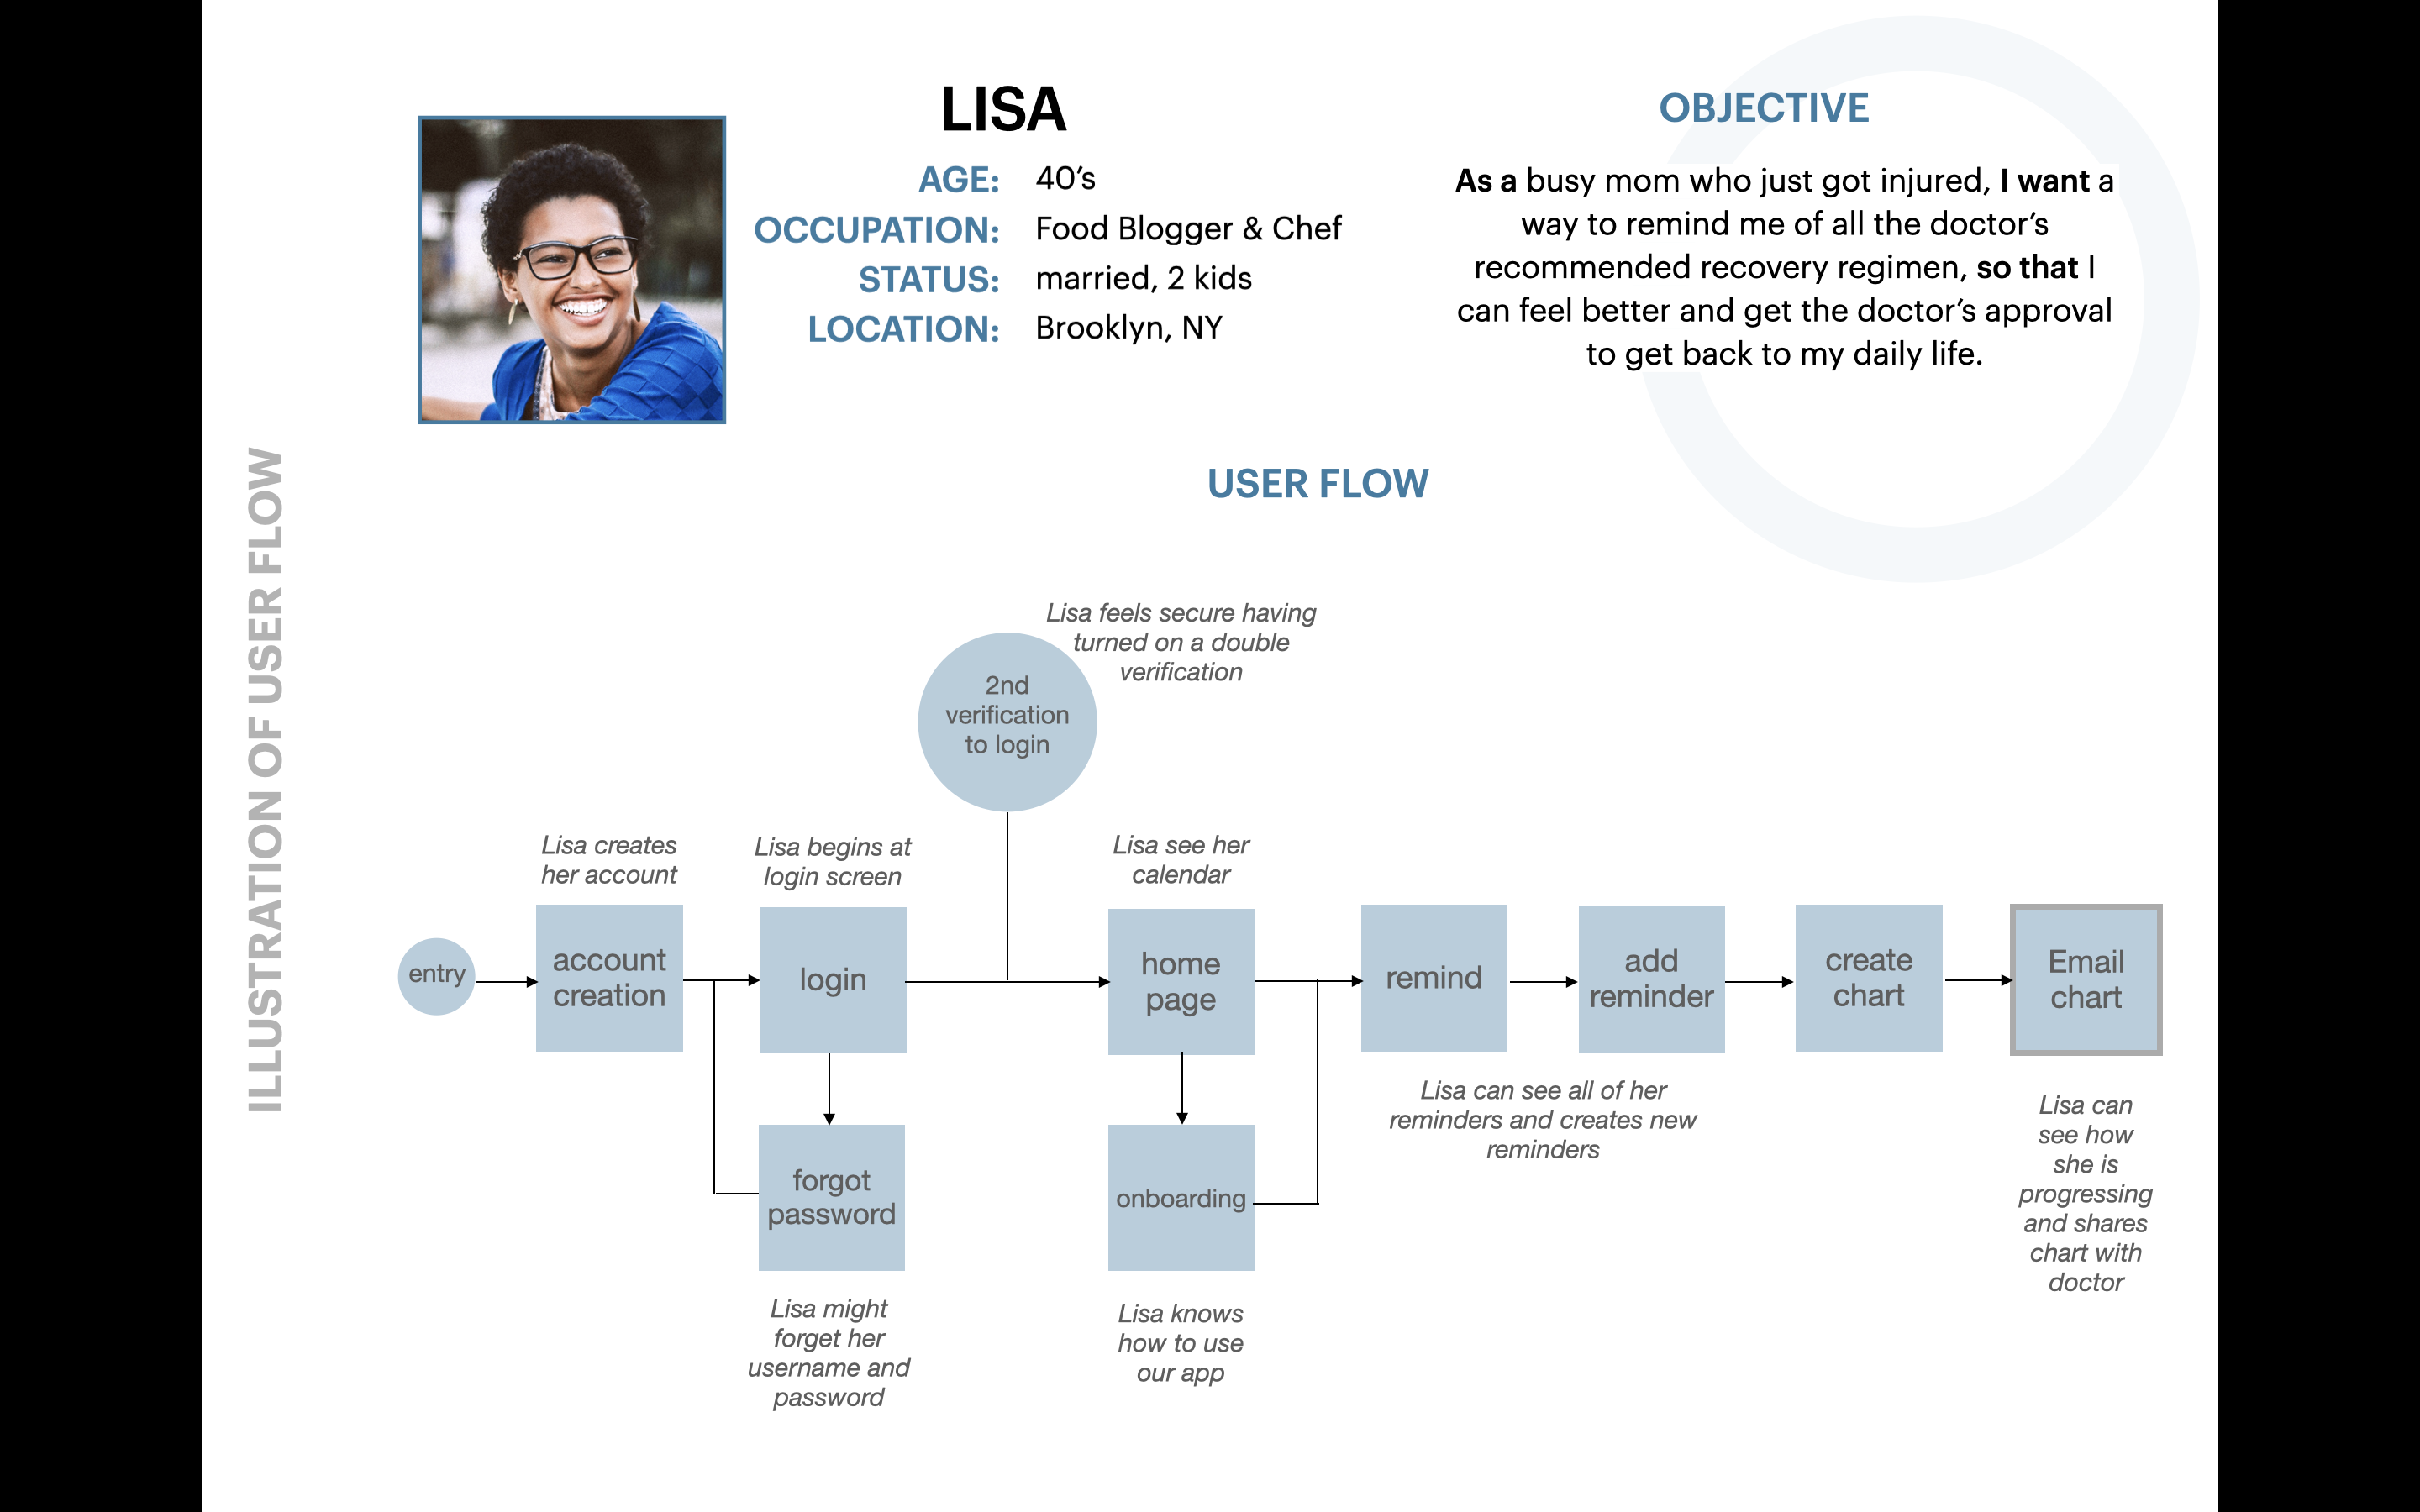 LISA
AGE: 40’s
OCCUPATION: Food Blogger & Chef
STATUS: married, 2 kids
LOCATION: Brooklyn, NY
OBJECTIVE
As a busy mom who just got injured, I want a
way to remind me of all the doctor’s
recommended recovery regimen, so that I
can feel better and get the doctor’s approval
to get back to my daily life.
ILLUSTRATION OF USER FLOW
USER FLOW
Lisa feels secure having
turned on a double
verification
2nd
verification
to login
Lisa creates
her account
Lisa begins at
login screen
Lisa see her
calendar
entry
account
creation
login
home
page
remind
add
reminder
create
chart
Email
chart
Lisa can see all of her
reminders and creates new
reminders
Lisa can
see how
she is
progressing
and shares
chart with
doctor
forgot
password
onboarding
Lisa might
forget her
username and
password
Lisa knows
how to use
our app